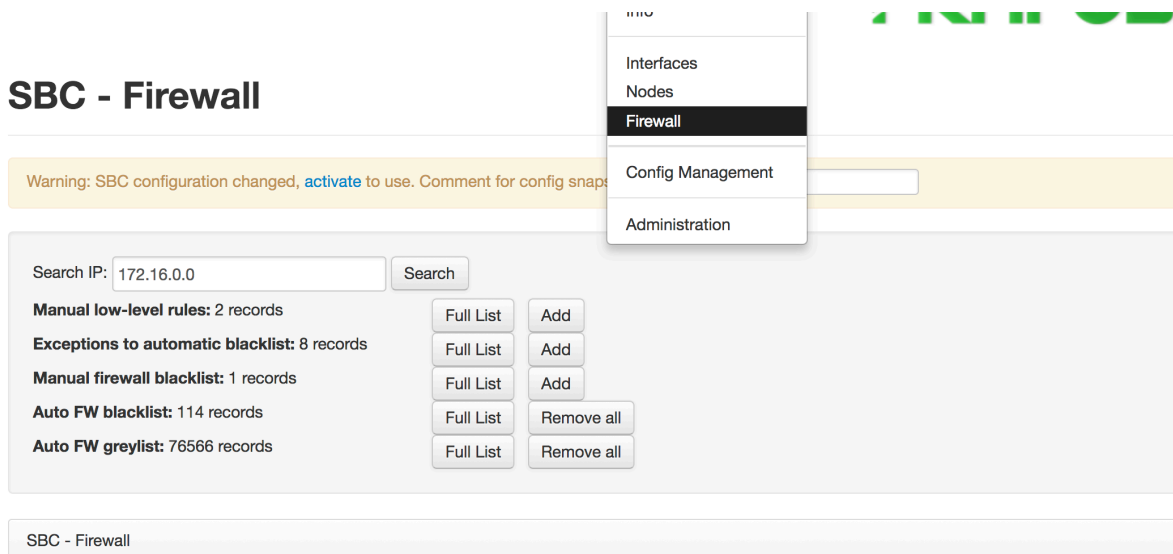 Interfaces
Nodes
SBC - Firewall
Firewall
Config Management
Warning: SBC configuration changed, activate to use. Comment for config snaps
Administration
Search IP: 172.16.0.0 Search
Manual low-level rules: 2 records Full List Add
Exceptions to automatic blacklist: 8 records Full List Add
Manual firewall blacklist: 1 records Full List Add
Auto FW blacklist: 114 records Full List Remove all
Auto FW greylist: 76566 records Full List Remove all
SBC - Firewall